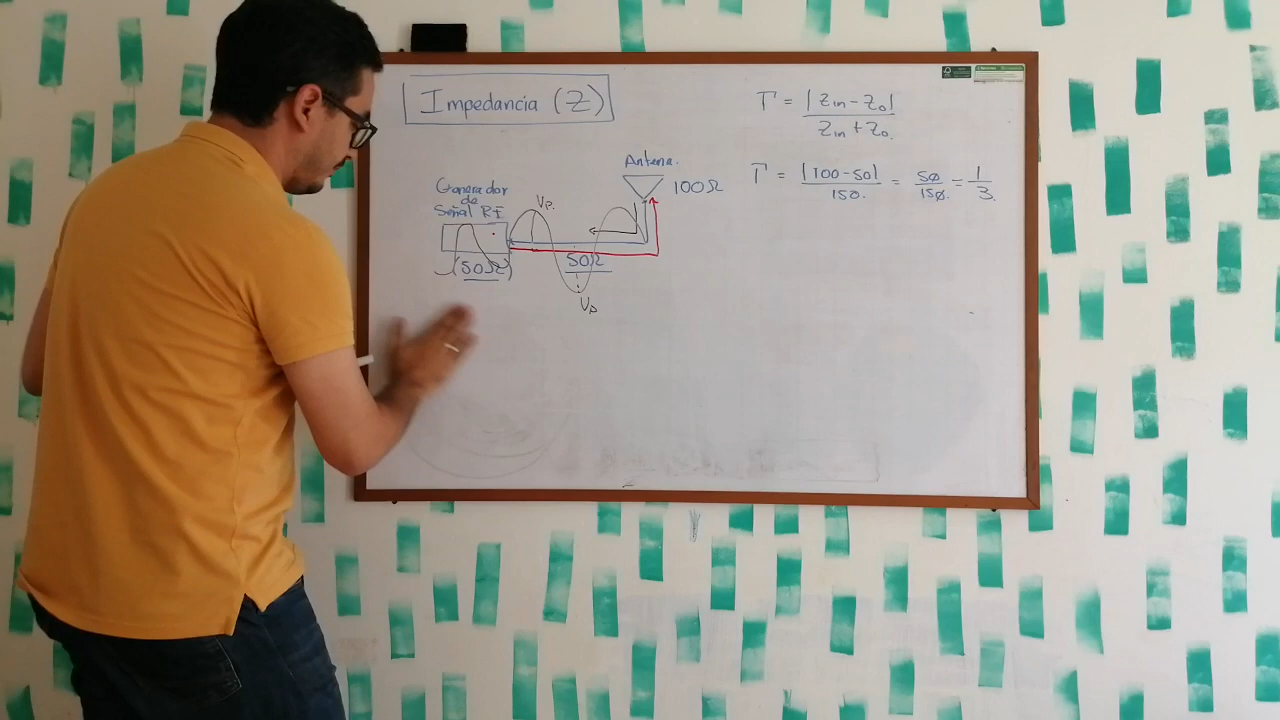 Impedancia (Z)
Γ = |Zin - Zo| / Zin + Zo.
Antena.
100Ω
Γ = |100-50| / 150. = 50 / 150. = 1 / 3.
Generador
de
Señal RF
Vp.
(50Ω)
50Ω
Vp